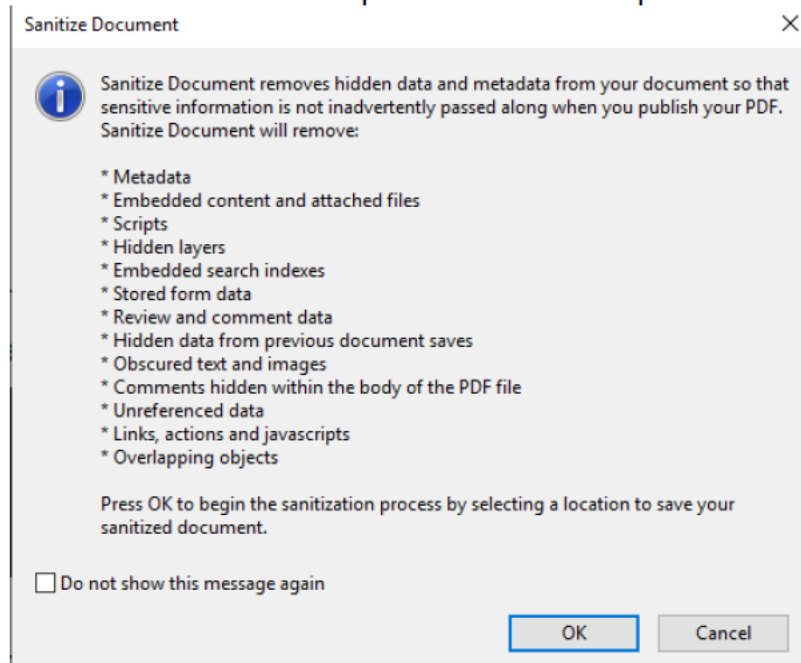 Sanitize Document
Sanitize Document removes hidden data and metadata from your document so that
sensitive information is not inadvertently passed along when you publish your PDF.
Sanitize Document will remove:
* Metadata
* Embedded content and attached files
* Scripts
* Hidden layers
* Embedded search indexes
* Stored form data
* Review and comment data
* Hidden data from previous document saves
* Obscured text and images
* Comments hidden within the body of the PDF file
* Unreferenced data
* Links, actions and javascripts
* Overlapping objects
Press OK to begin the sanitization process by selecting a location to save your
sanitized document.
Do not show this message again
OK Cancel